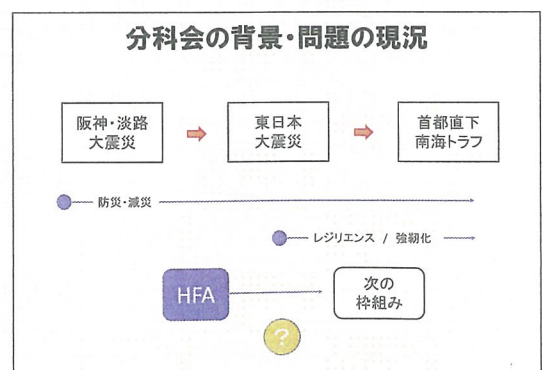 分科会の背景・問題の現況
阪神・淡路
大震災
東日本
大震災
首都直下
南海トラフ
防災・減災
レジリエンス / 強靭化
HFA
次の
枠組み
?